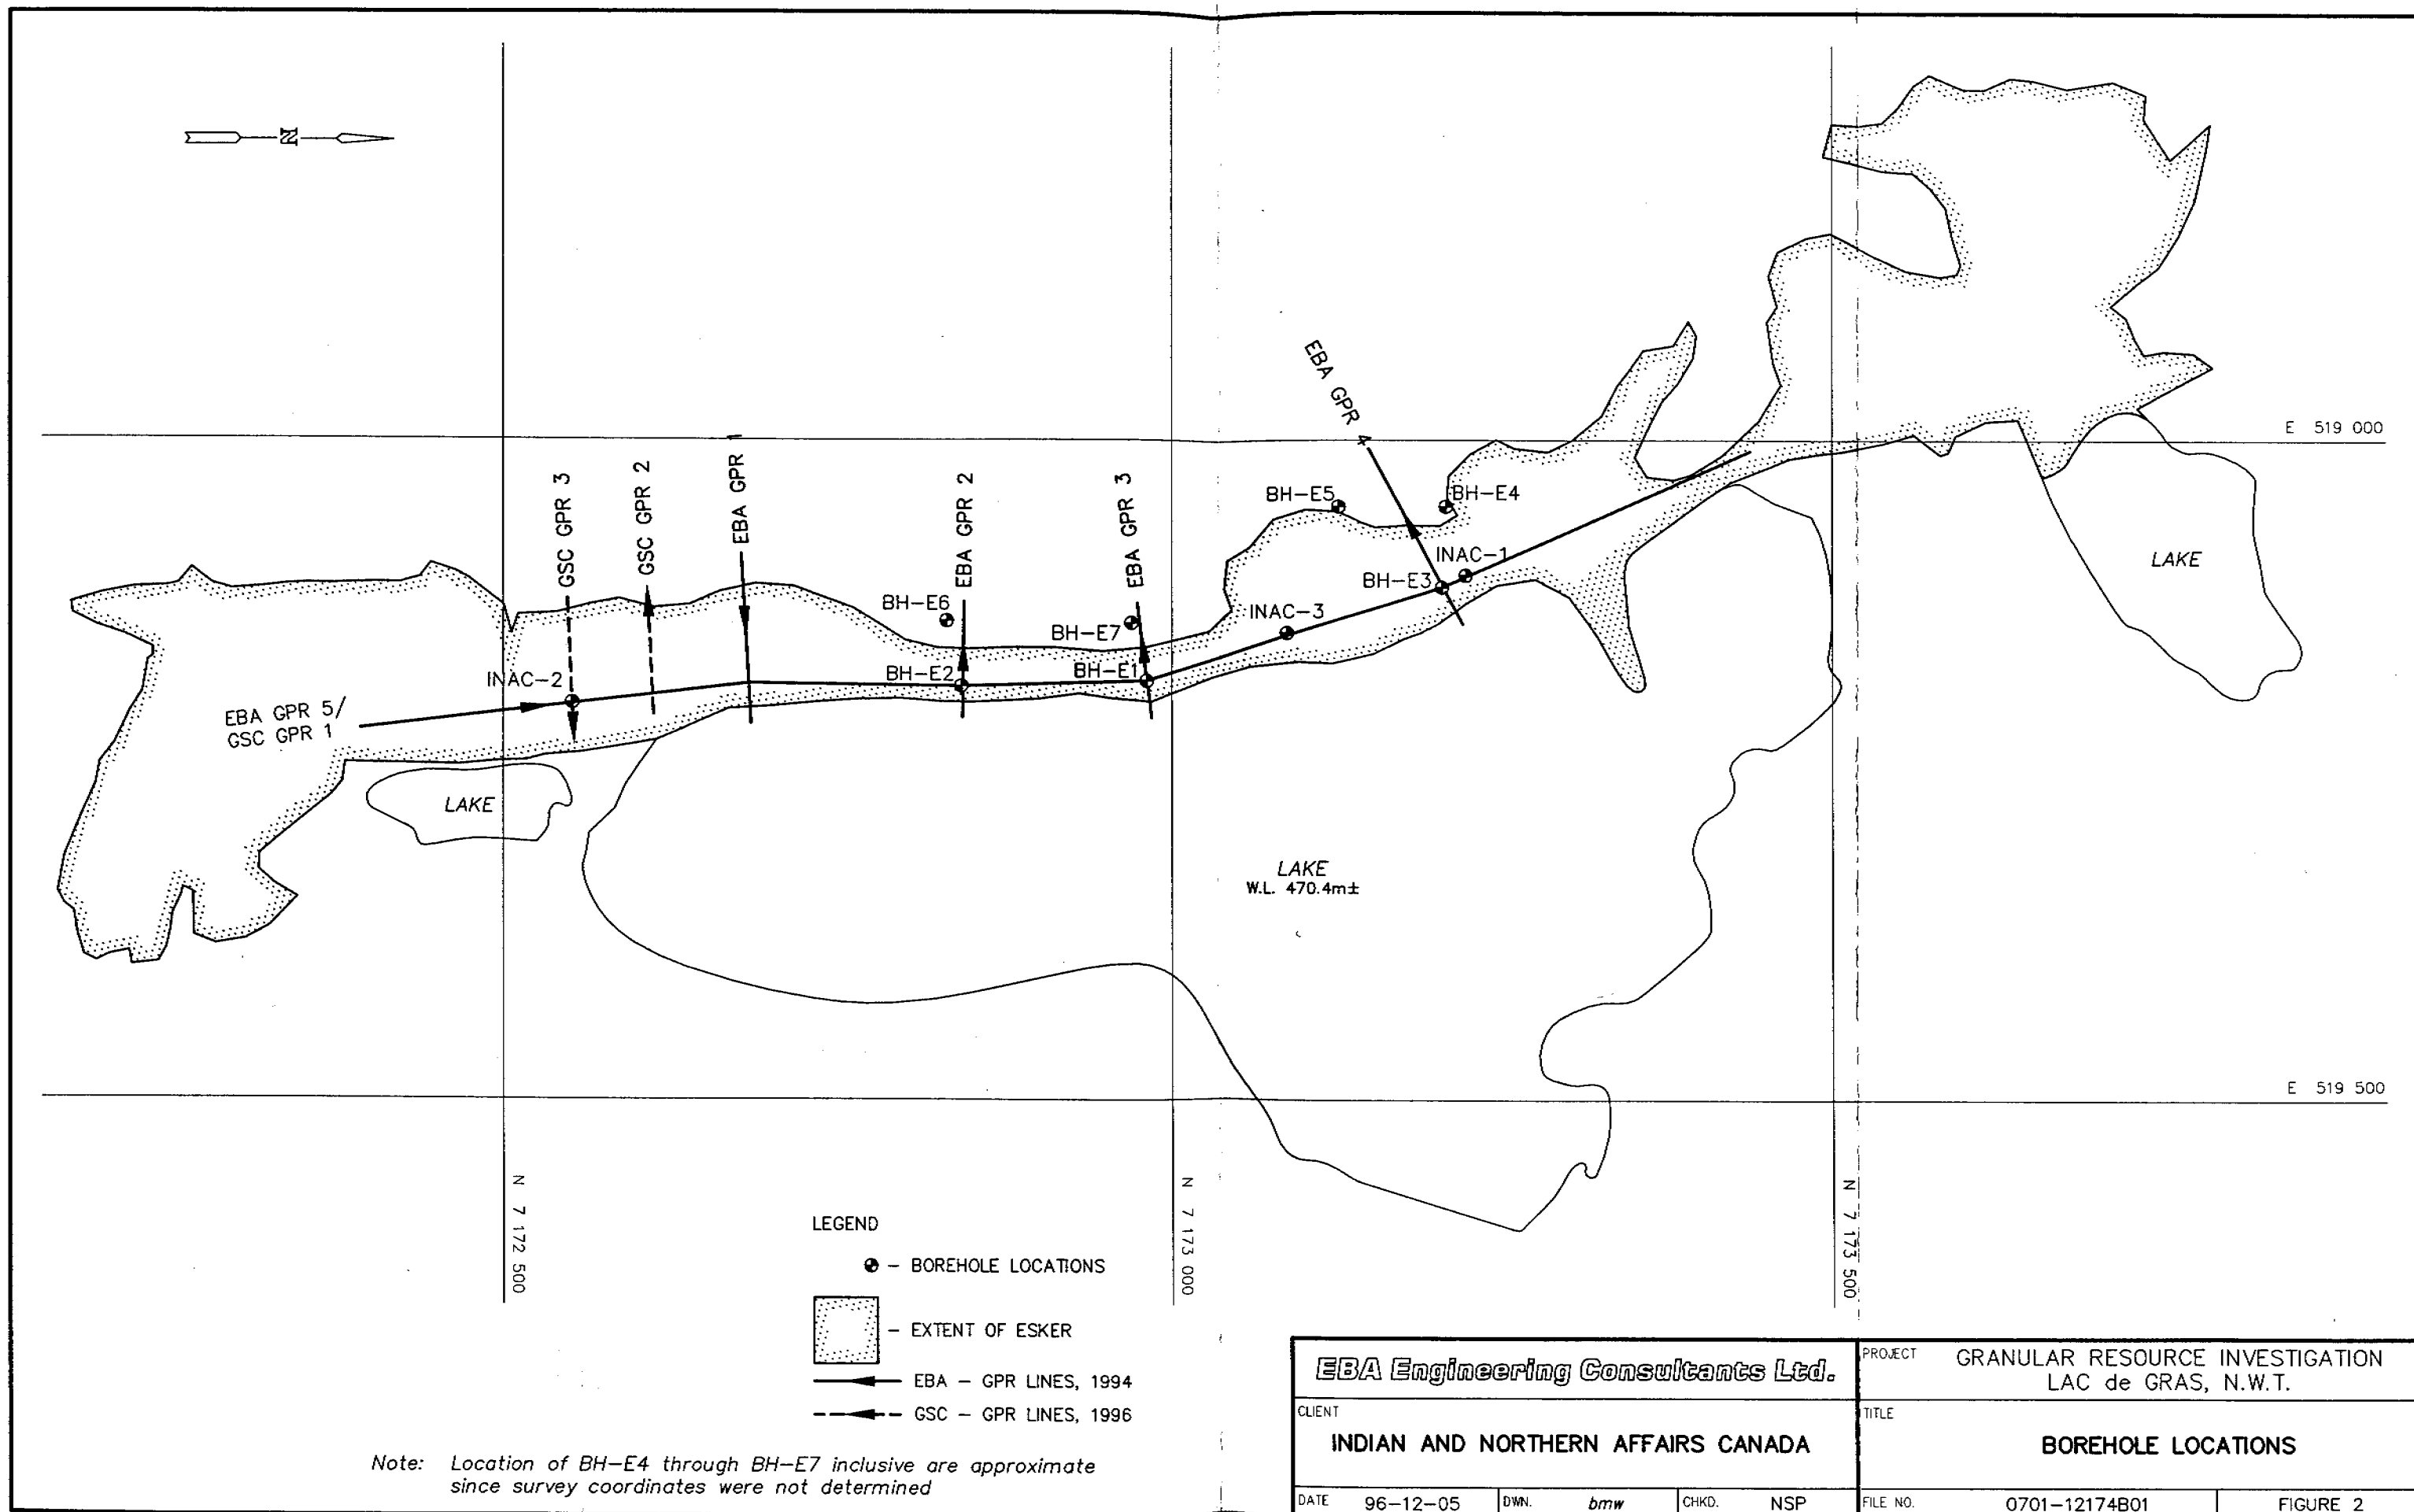 N
E 519 000
EBA GPR 4
GSC GPR 3
GSC GPR 2
EBA GPR 1
EBA GPR 2
EBA GPR 3
BH-E5
BH-E4
INAC-1
BH-E3
INAC-3
BH-E6
BH-E7
BH-E2
BH-E1
INAC-2
EBA GPR 5/
GSC GPR 1
LAKE
LAKE
LAKE
W.L. 470.4m±
E 519 500
N 7 172 500
N 7 173 000
N 7 173 500
LEGEND
- BOREHOLE LOCATIONS
- EXTENT OF ESKER
EBA - GPR LINES, 1994
GSC - GPR LINES, 1996
Note: Location of BH-E4 through BH-E7 inclusive are approximate
since survey coordinates were not determined
EBA Engineering Consultants Ltd.
PROJECT
GRANULAR RESOURCE INVESTIGATION
LAC de GRAS, N.W.T.
CLIENT
INDIAN AND NORTHERN AFFAIRS CANADA
TITLE
BOREHOLE LOCATIONS
DATE 96-12-05 DWN. bmw CHKD. NSP FILE NO. 0701-12174B01 FIGURE 2